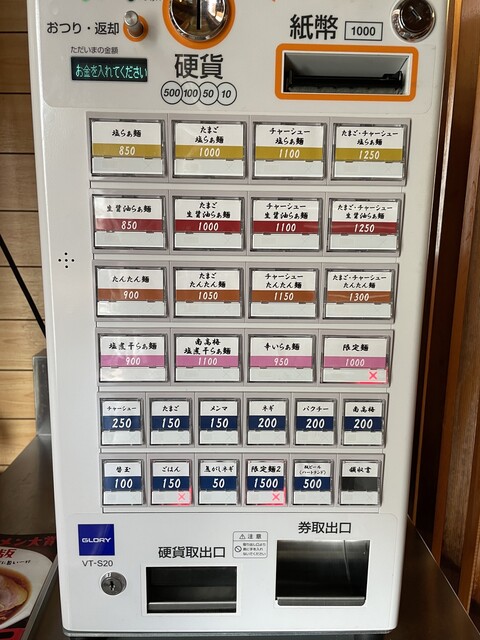 おつり・返却
紙幣 1000
ただいまの金額
お金を入れてください
硬貨
500 100 50 10
塩らぁ麺
850
たまご
塩らぁ麺
1000
チャーシュー
塩らぁ麺
1100
たまご・チャーシュー
塩らぁ麺
1250
生醤油らぁ麺
850
たまご
生醤油らぁ麺
1000
チャーシュー
生醤油らぁ麺
1100
たまご・チャーシュー
生醤油らぁ麺
1250
たんたん麺
900
たまご
たんたん麺
1050
チャーシュー
たんたん麺
1150
たまご・チャーシュー
たんたん麺
1300
塩煮干らぁ麺
900
南高梅
塩煮干らぁ麺
1100
辛いらぁ麺
950
限定麺
1000
チャーシュー
250
たまご
150
メンマ
150
ネギ
200
パクチー
200
南高梅
200
替玉
100
ごはん
150
焦がしネギ
50
限定麺2
1500
瓶ビール
(ハートランド)
500
領収書
GLORY
VT-S20
硬貨取出口
注意
券取出口